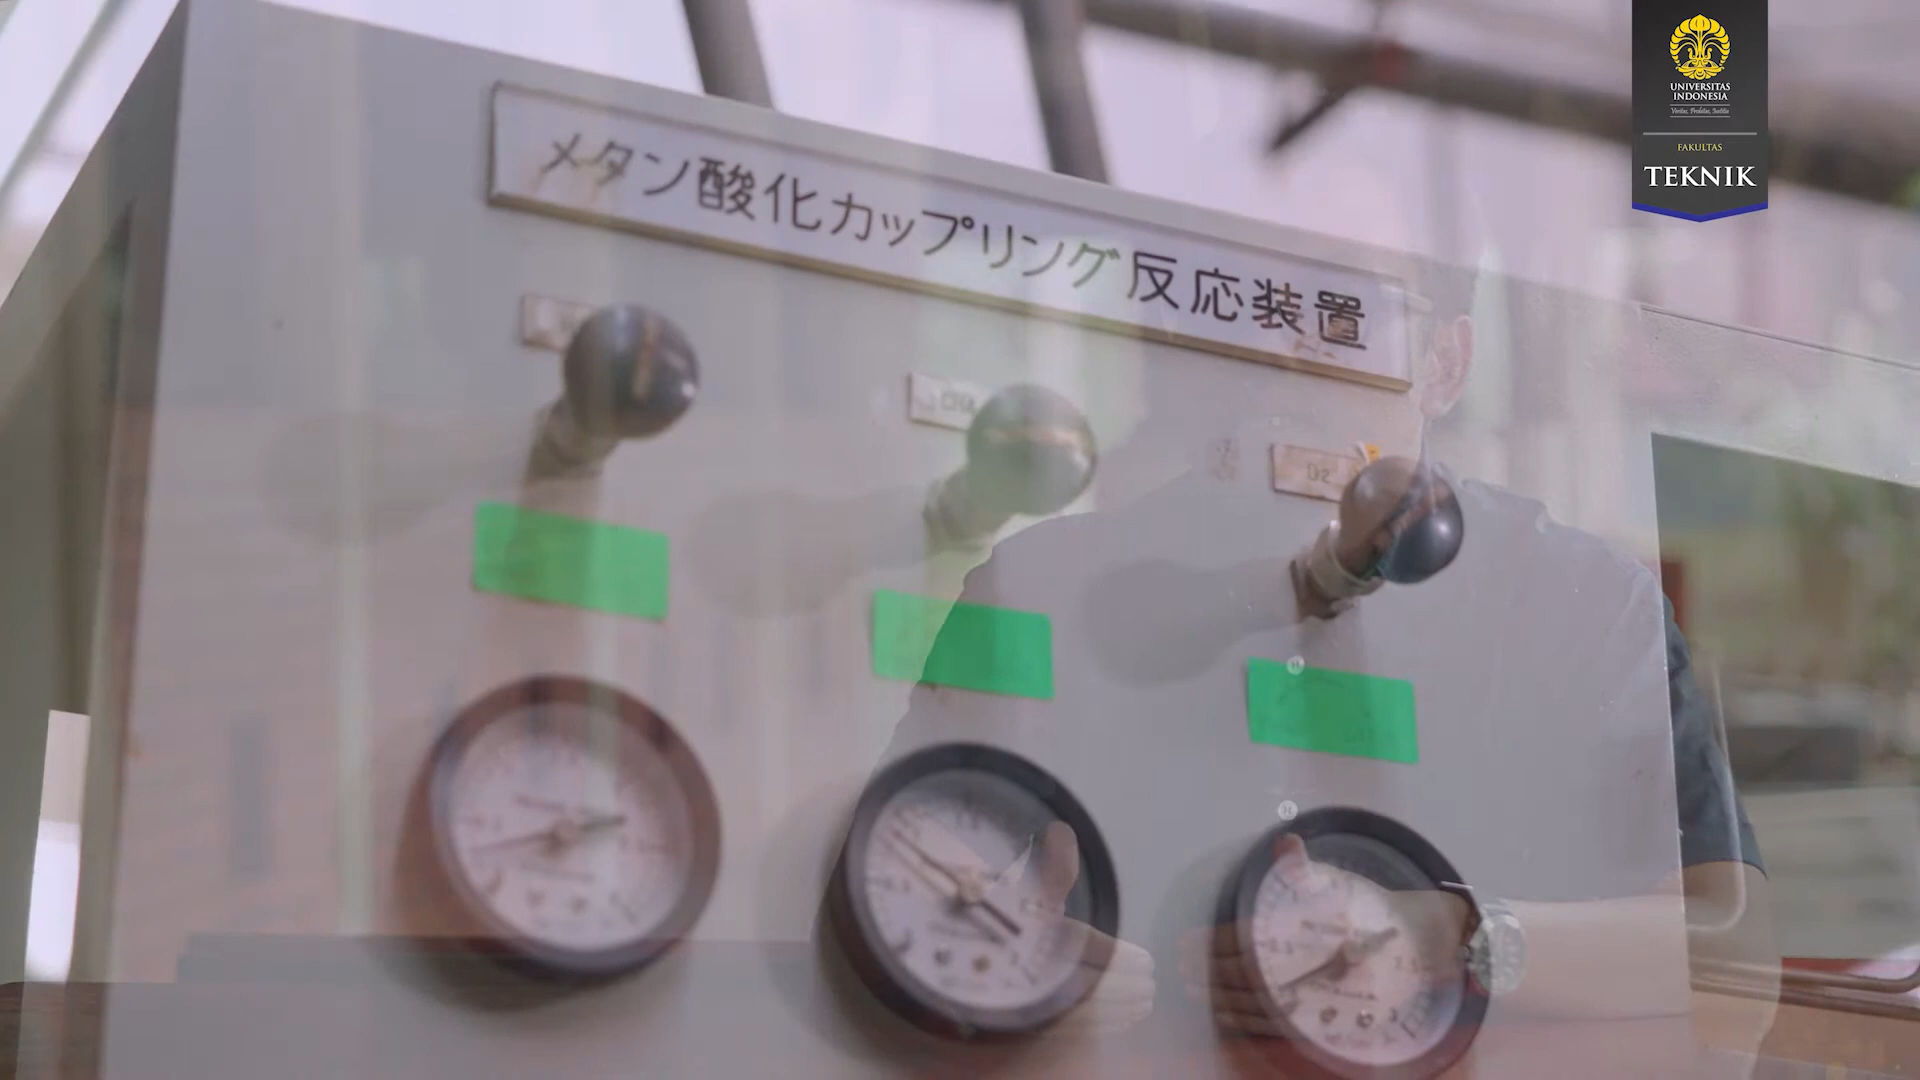 メタン酸化カップリング反応装置
CH4
O2
UNIVERSITAS
INDONESIA
Veritas, Probitas, Iustitia
FAKULTAS
TEKNIK